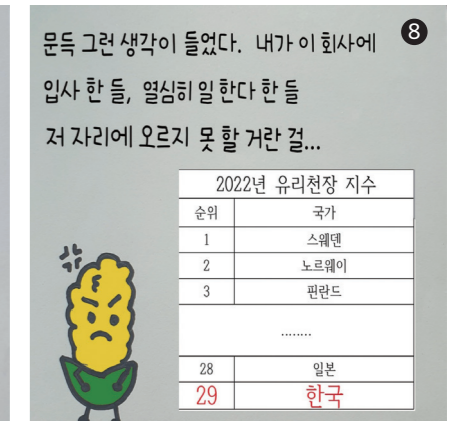 ❽
문득 그런 생각이 들었다. 내가 이 회사에
입사 한 들, 열심히 일 한다 한 들
저 자리에 오르지 못 할 거란 걸...
2022년 유리천장 지수
순위 국가
1 스웨덴
2 노르웨이
3 핀란드
........
28 일본
29 한국